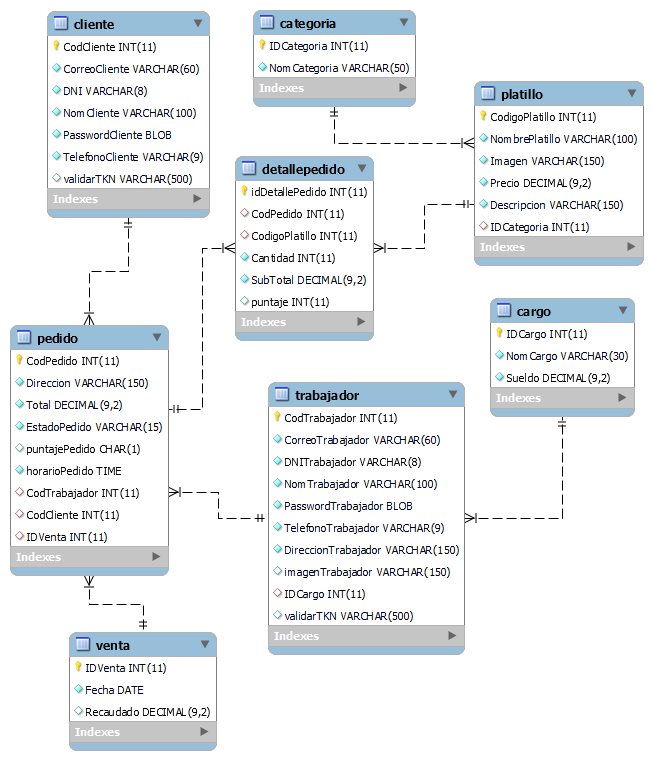 cliente
CodCliente INT(11)
CorreoCliente VARCHAR(60)
DNI VARCHAR(8)
NomCliente VARCHAR(100)
PasswordCliente BLOB
TelefonoCliente VARCHAR(9)
validarTKN VARCHAR(500)
Indexes
categoria
IDCategoria INT(11)
NomCategoria VARCHAR(50)
Indexes
platillo
CodigoPlatillo INT(11)
NombrePlatillo VARCHAR(100)
Imagen VARCHAR(150)
Precio DECIMAL(9,2)
Descripcion VARCHAR(150)
IDCategoria INT(11)
Indexes
detallepedido
idDetallePedido INT(11)
CodPedido INT(11)
CodigoPlatillo INT(11)
Cantidad INT(11)
SubTotal DECIMAL(9,2)
puntaje INT(11)
Indexes
cargo
IDCargo INT(11)
NomCargo VARCHAR(30)
Sueldo DECIMAL(9,2)
Indexes
pedido
CodPedido INT(11)
Direccion VARCHAR(150)
Total DECIMAL(9,2)
EstadoPedido VARCHAR(15)
puntajePedido CHAR(1)
horarioPedido TIME
CodTrabajador INT(11)
CodCliente INT(11)
IDVenta INT(11)
Indexes
trabajador
CodTrabajador INT(11)
CorreoTrabajador VARCHAR(60)
DNITrabajador VARCHAR(8)
NomTrabajador VARCHAR(100)
PasswordTrabajador BLOB
TelefonoTrabajador VARCHAR(9)
DireccionTrabajador VARCHAR(150)
imagenTrabajador VARCHAR(150)
IDCargo INT(11)
validarTKN VARCHAR(500)
Indexes
venta
IDVenta INT(11)
Fecha DATE
Recaudado DECIMAL(9,2)
Indexes